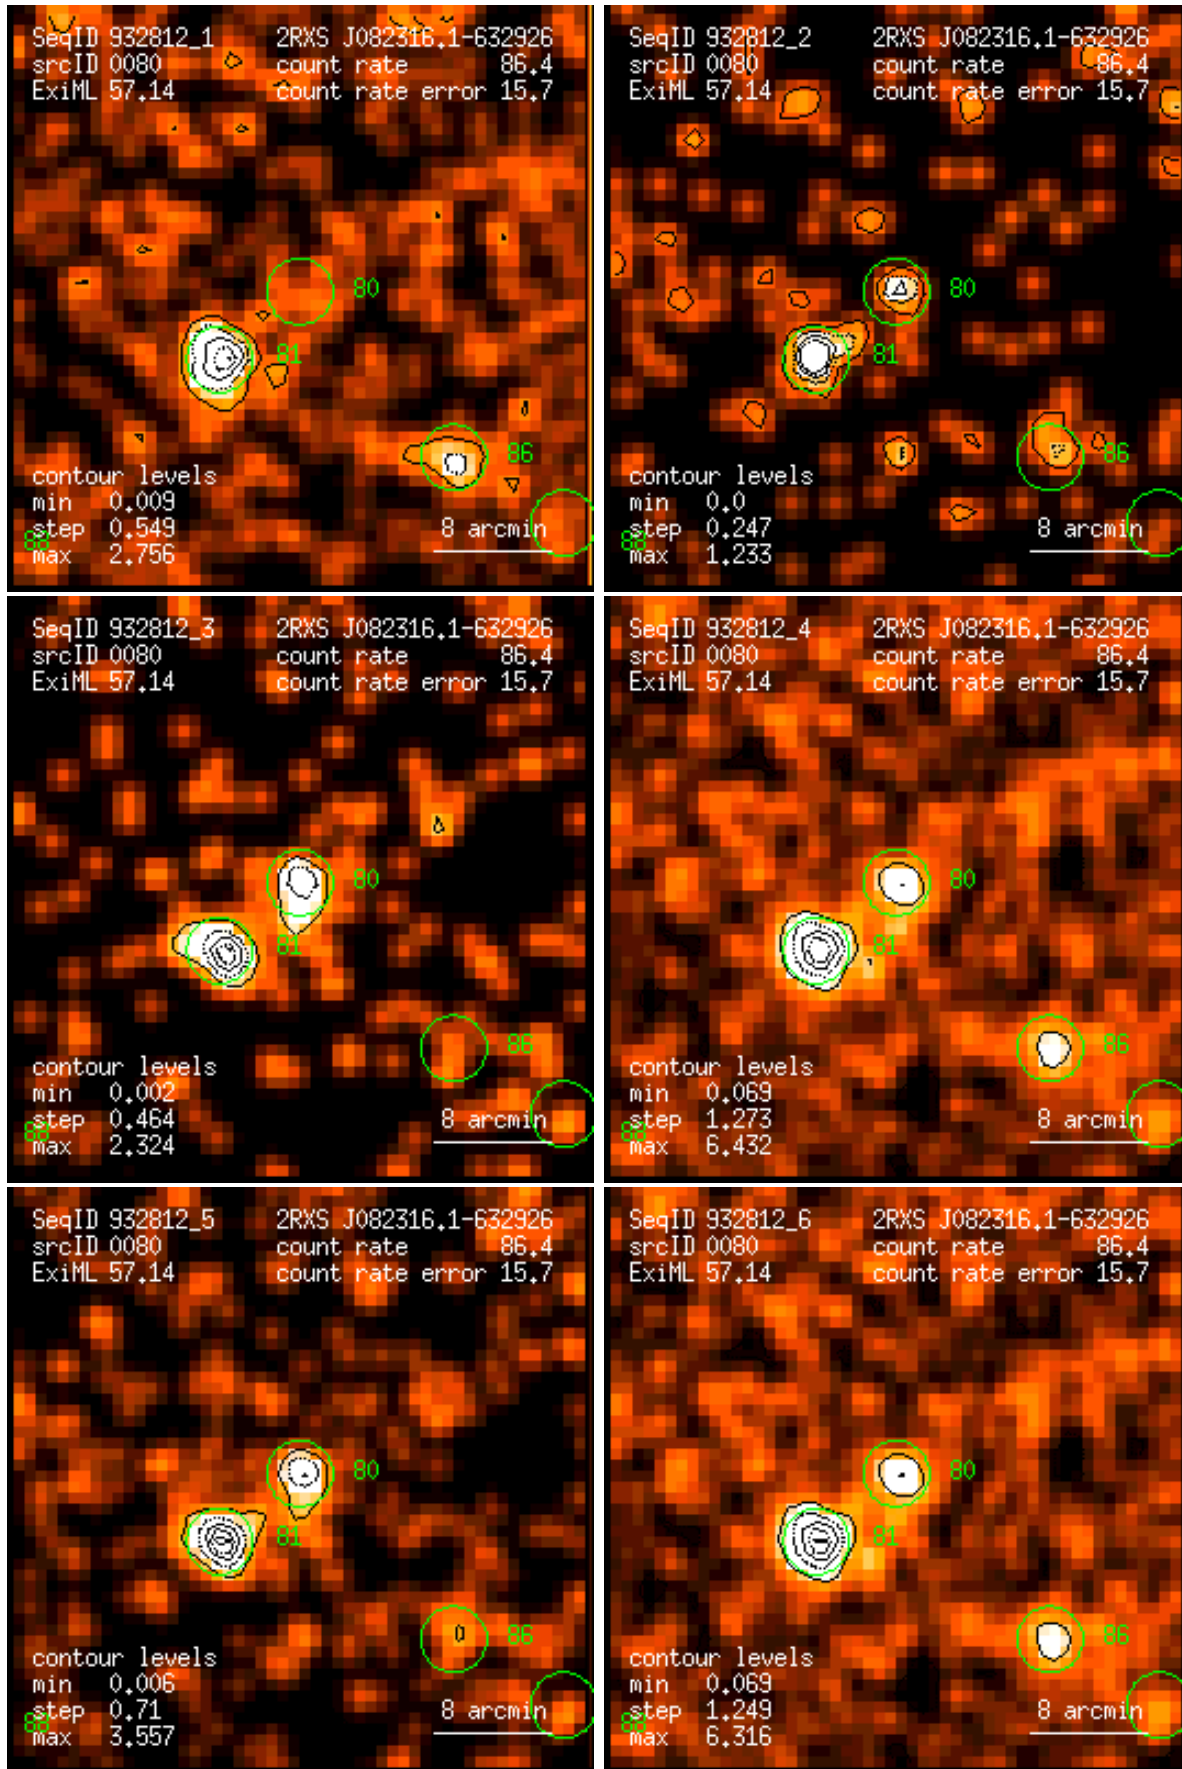 SeqID 932812_1 2RXS J082316.1-632926
srcID 0080 count rate 86.4
ExiML 57.14 count rate error 15.7
80
81
86
contour levels
min 0.009
step 0.549
88
max 2.756
8 arcmin
SeqID 932812_2 2RXS J082316.1-632926
srcID 0080 count rate 86.4
ExiML 57.14 count rate error 15.7
80
81
86
contour levels
min 0.0
step 0.247
88
max 1.233
8 arcmin
SeqID 932812_3 2RXS J082316.1-632926
srcID 0080 count rate 86.4
ExiML 57.14 count rate error 15.7
80
81
86
contour levels
min 0.002
step 0.464
88
max 2.324
8 arcmin
SeqID 932812_4 2RXS J082316.1-632926
srcID 0080 count rate 86.4
ExiML 57.14 count rate error 15.7
80
81
86
contour levels
min 0.069
step 1.273
88
max 6.432
8 arcmin
SeqID 932812_5 2RXS J082316.1-632926
srcID 0080 count rate 86.4
ExiML 57.14 count rate error 15.7
80
81
86
contour levels
min 0.006
step 0.71
88
max 3.557
8 arcmin
SeqID 932812_6 2RXS J082316.1-632926
srcID 0080 count rate 86.4
ExiML 57.14 count rate error 15.7
80
81
86
contour levels
min 0.069
step 1.249
88
max 6.316
8 arcmin